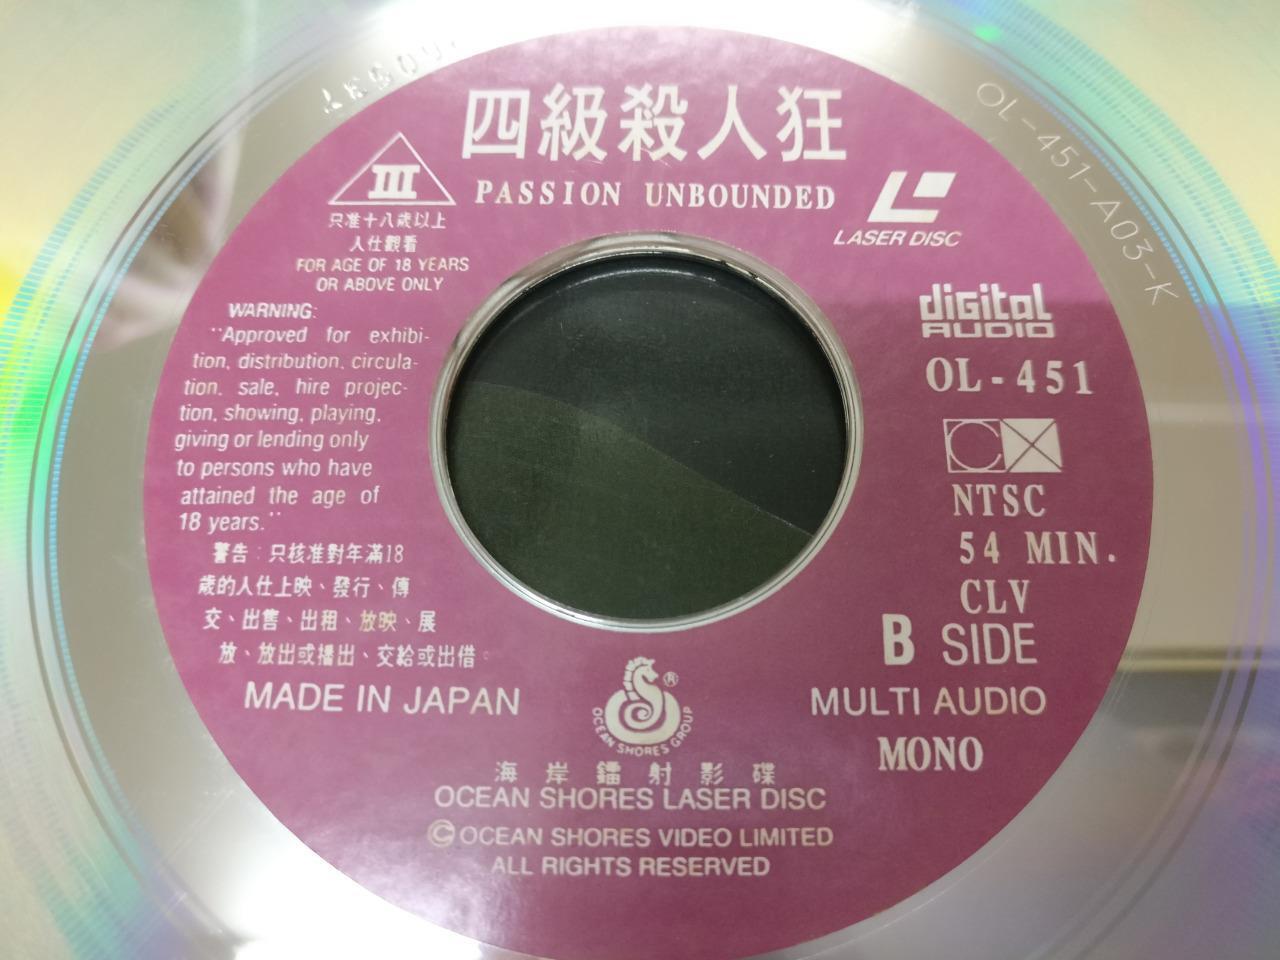 四級殺人狂
PASSION UNBOUNDED
III
只准十八歲以上
人仕觀看
FOR AGE OF 18 YEARS
OR ABOVE ONLY
LASER DISC
OL-451-A03-K
WARNING:
"Approved for exhibi-
tion, distribution, circula-
tion, sale, hire projec-
tion, showing, playing,
giving or lending only
to persons who have
attained the age of
18 years."
警告：只核准對年滿18
歲的人仕上映、發行、傳
交、出售、出租、放映、展
放、放出或播出、交給或出借。
MADE IN JAPAN
digital
AUDIO
OL-451
CX
NTSC
54 MIN.
CLV
B SIDE
MULTI AUDIO
MONO
®
OCEAN SHORES GROUP
海岸鐳射影碟
OCEAN SHORES LASER DISC
© OCEAN SHORES VIDEO LIMITED
ALL RIGHTS RESERVED